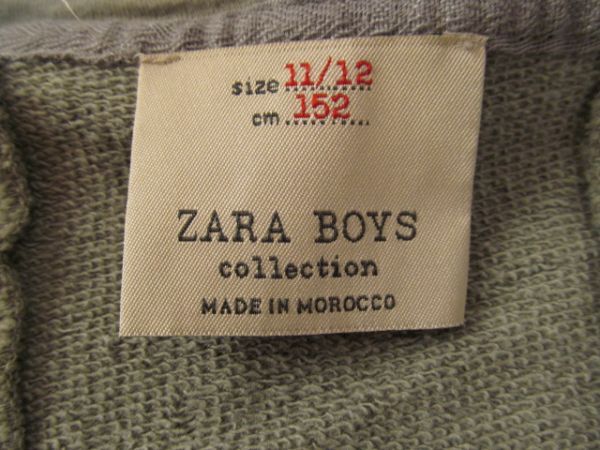 size 11/12
cm 152
ZARA BOYS
collection
MADE IN MOROCCO